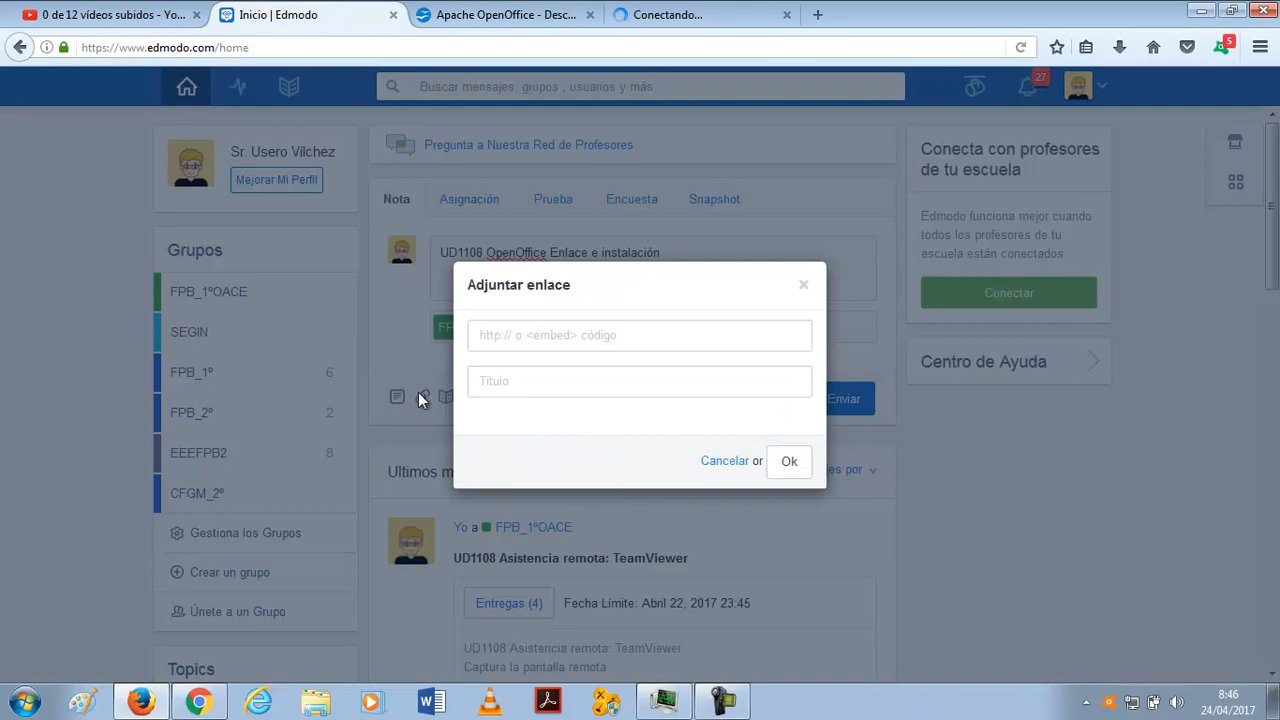 0 de 12 vídeos subidos - Yo...
Inicio | Edmodo
Apache OpenOffice - Desc...
Conectando...
https://www.edmodo.com/home
5
Buscar mensajes, grupos , usuarios y más
27
Sr. Usero Vilchez
Mejorar Mi Perfil
Grupos
FPB_1ºOACE
SEGIN
FPB_1º 6
FPB_2º 2
EEEFPB2 8
CFGM_2º
Gestiona los Grupos
Crear un grupo
Únete a un Grupo
Topics
Pregunta a Nuestra Red de Profesores
Nota Asignación Prueba Encuesta Snapshot
UD1108 OpenOffice Enlace e instalación
FP
Enviar
Adjuntar enlace
http:// o <embed> código
Título
Cancelar or Ok
Ultimos m
es por
Yo a FPB_1ºOACE
UD1108 Asistencia remota: TeamViewer
Entregas (4) Fecha Límite: Abril 22, 2017 23:45
UD1108 Asistencia remota: TeamViewer
Captura la pantalla remota
Conecta con profesores
de tu escuela
Edmodo funciona mejor cuando
todos los profesores de tu
escuela están conectados
Conectar
Centro de Ayuda
8:46
24/04/2017